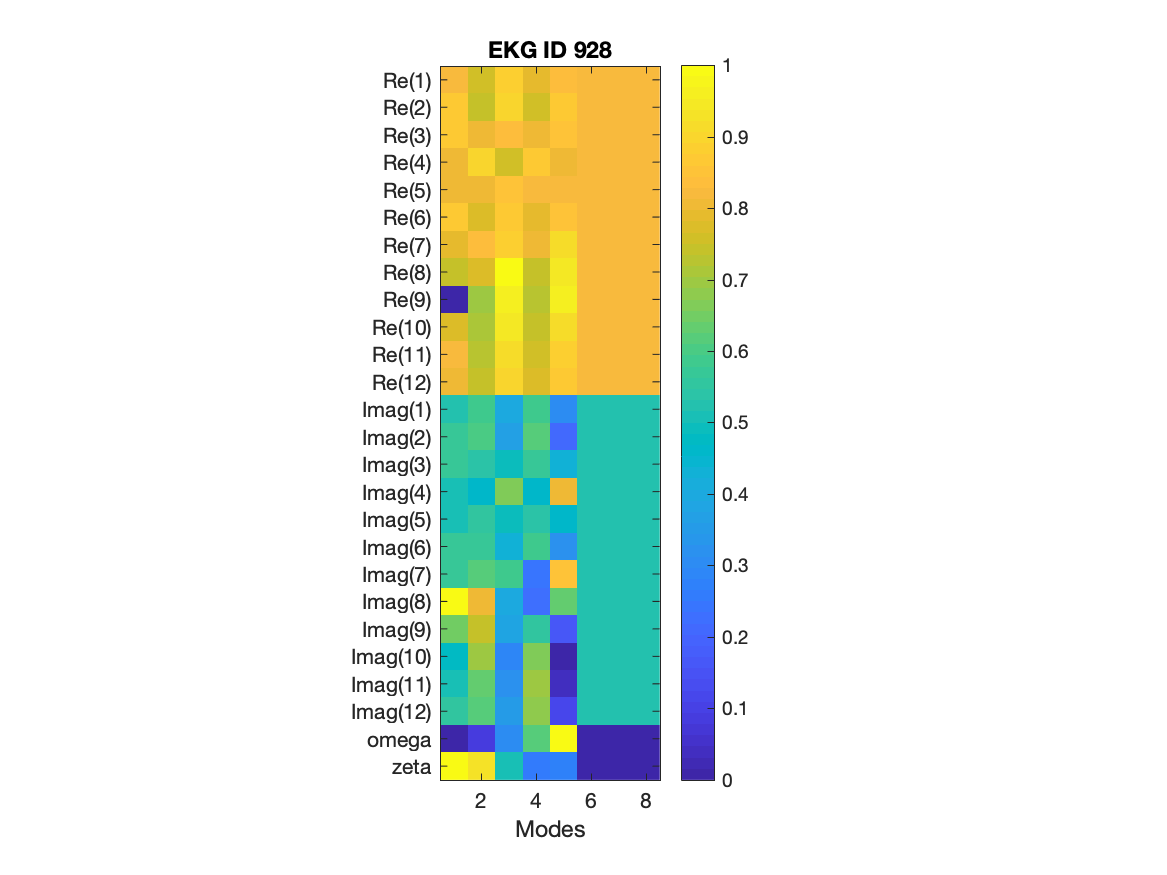 EKG ID 928
Re(1)
Re(2)
Re(3)
Re(4)
Re(5)
Re(6)
Re(7)
Re(8)
Re(9)
Re(10)
Re(11)
Re(12)
Imag(1)
Imag(2)
Imag(3)
Imag(4)
Imag(5)
Imag(6)
Imag(7)
Imag(8)
Imag(9)
Imag(10)
Imag(11)
Imag(12)
omega
zeta
2 4 6 8
Modes
1
0.9
0.8
0.7
0.6
0.5
0.4
0.3
0.2
0.1
0